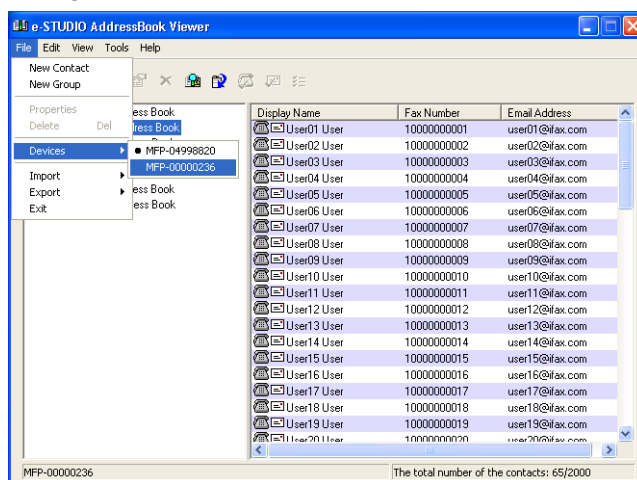 e-STUDIO AddressBook Viewer
File Edit View Tools Help
New Contact
New Group
Properties
Delete Del
Devices
Import
Export
Exit
MFP-04998820
MFP-00000236
ess Book
ress Book
ess Book
ess Book
Display Name Fax Number Email Address
User01 User 10000000001 user01@ifax.com
User02 User 10000000002 user02@ifax.com
User03 User 10000000003 user03@ifax.com
User04 User 10000000004 user04@ifax.com
User05 User 10000000005 user05@ifax.com
User06 User 10000000006 user06@ifax.com
User07 User 10000000007 user07@ifax.com
User08 User 10000000008 user08@ifax.com
User09 User 10000000009 user09@ifax.com
User10 User 10000000010 user10@ifax.com
User11 User 10000000011 user11@ifax.com
User12 User 10000000012 user12@ifax.com
User13 User 10000000013 user13@ifax.com
User14 User 10000000014 user14@ifax.com
User15 User 10000000015 user15@ifax.com
User16 User 10000000016 user16@ifax.com
User17 User 10000000017 user17@ifax.com
User18 User 10000000018 user18@ifax.com
User19 User 10000000019 user19@ifax.com
User20 User 10000000020 user20@ifax.com
MFP-00000236 The total number of the contacts: 65/2000